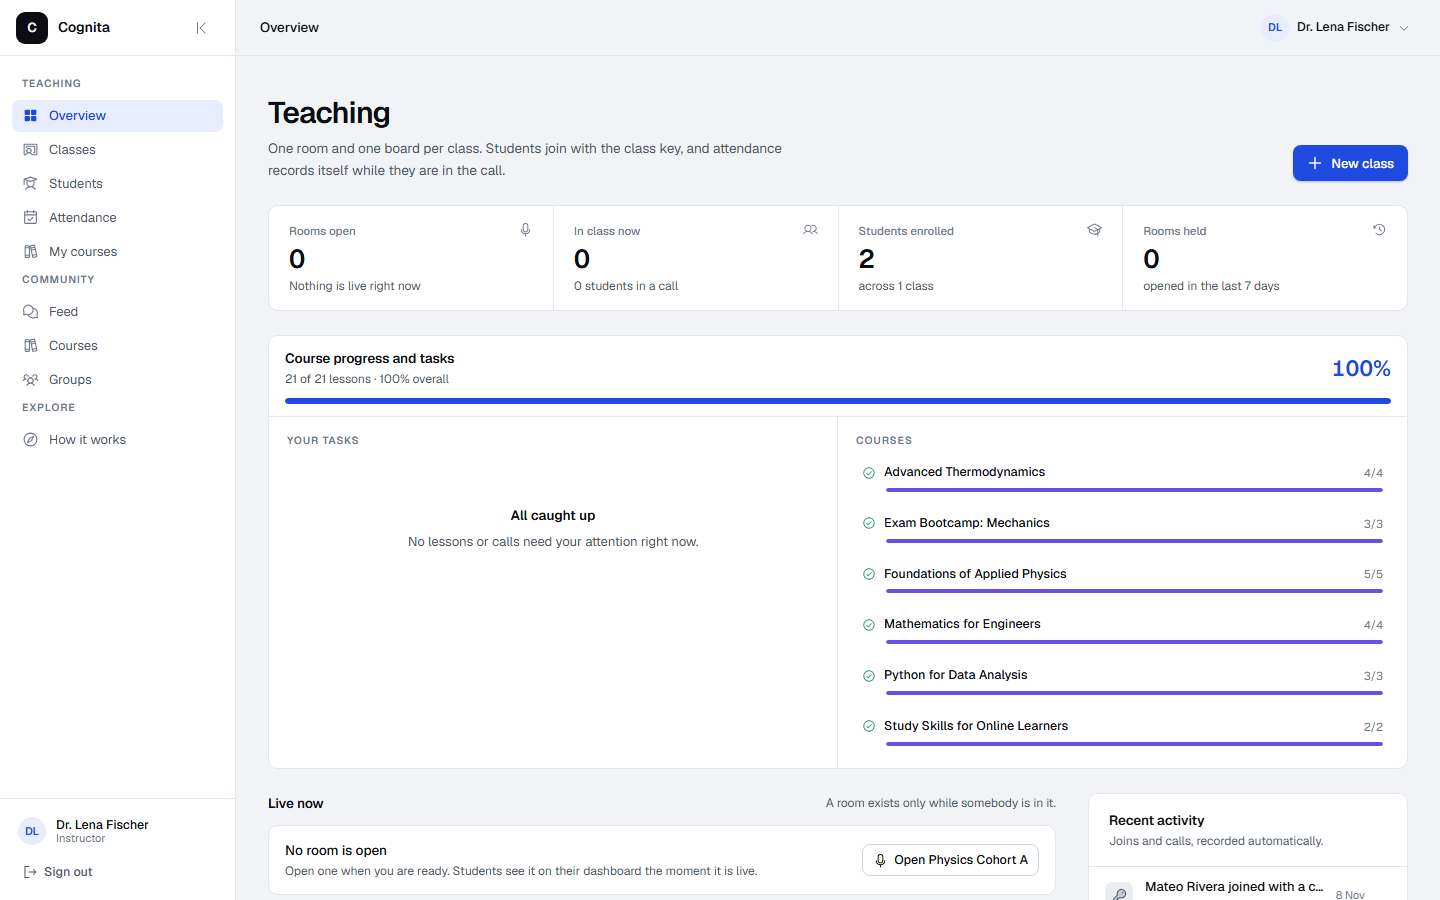 C
Cognita
TEACHING
Overview
Classes
Students
Attendance
My courses
COMMUNITY
Feed
Courses
Groups
EXPLORE
How it works
DL
Dr. Lena Fischer
Instructor
Sign out
Overview
DL Dr. Lena Fischer
Teaching
One room and one board per class. Students join with the class key, and attendance
records itself while they are in the call.
New class
Rooms open
0
Nothing is live right now
In class now
0
0 students in a call
Students enrolled
2
across 1 class
Rooms held
0
opened in the last 7 days
Course progress and tasks
21 of 21 lessons · 100% overall
100%
YOUR TASKS
All caught up
No lessons or calls need your attention right now.
COURSES
Advanced Thermodynamics 4/4
Exam Bootcamp: Mechanics 3/3
Foundations of Applied Physics 5/5
Mathematics for Engineers 4/4
Python for Data Analysis 3/3
Study Skills for Online Learners 2/2
Live now
A room exists only while somebody is in it.
No room is open
Open one when you are ready. Students see it on their dashboard the moment it is live.
Open Physics Cohort A
Recent activity
Joins and calls, recorded automatically.
Mateo Rivera joined with a c...
8 Nov